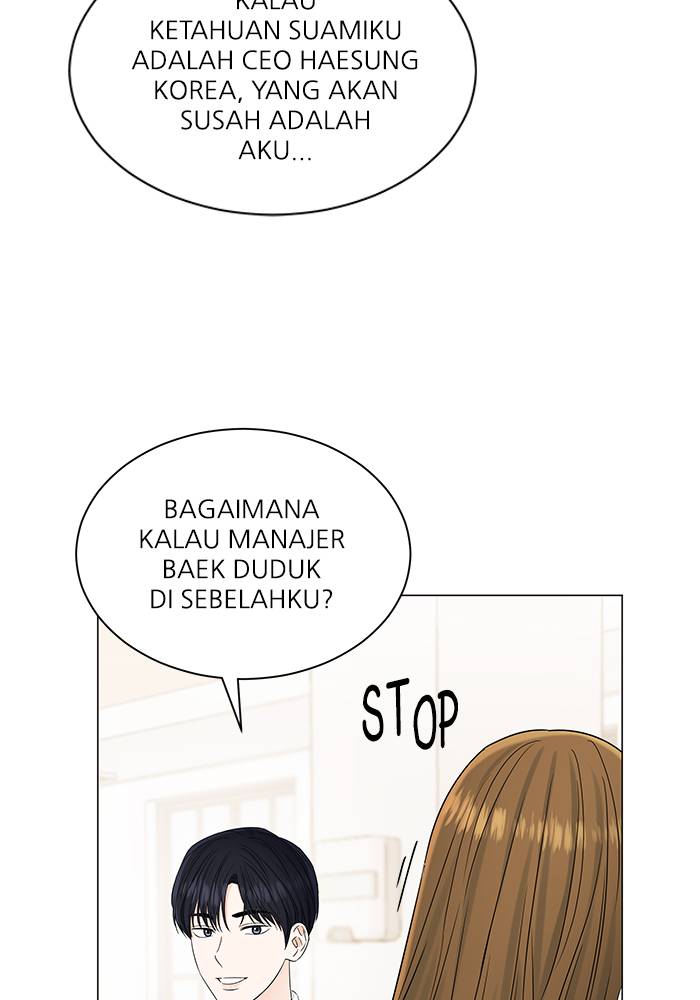 KALAU
KETAHUAN SUAMIKU
ADALAH CEO HAESUNG
KOREA, YANG AKAN
SUSAH ADALAH
AKU...
BAGAIMANA
KALAU MANAJER
BAEK DUDUK
DI SEBELAHKU?
STOP